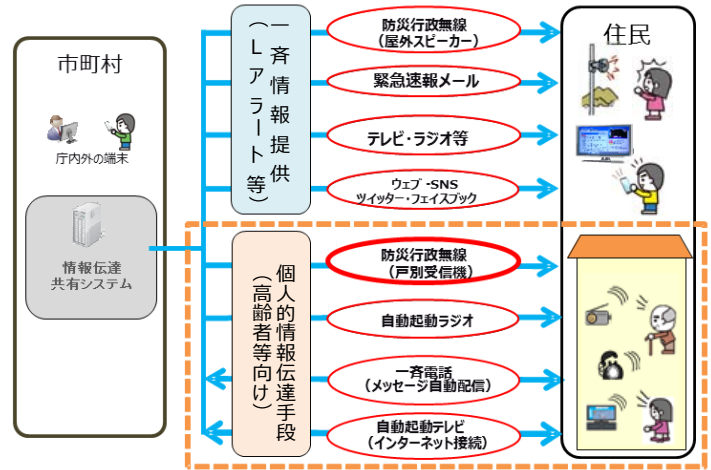 市町村
庁内外の端末
情報伝達
共有システム
一斉情報提供
（Ｌアラート等）
防災行政無線
（屋外スピーカー）
緊急速報メール
テレビ・ラジオ等
ウェブ・SNS
ツイッター・フェイスブック
個人的情報伝達手段
（高齢者等向け）
防災行政無線
（戸別受信機）
自動起動ラジオ
一斉電話
（メッセージ自動配信）
自動起動テレビ
（インターネット接続）
住民